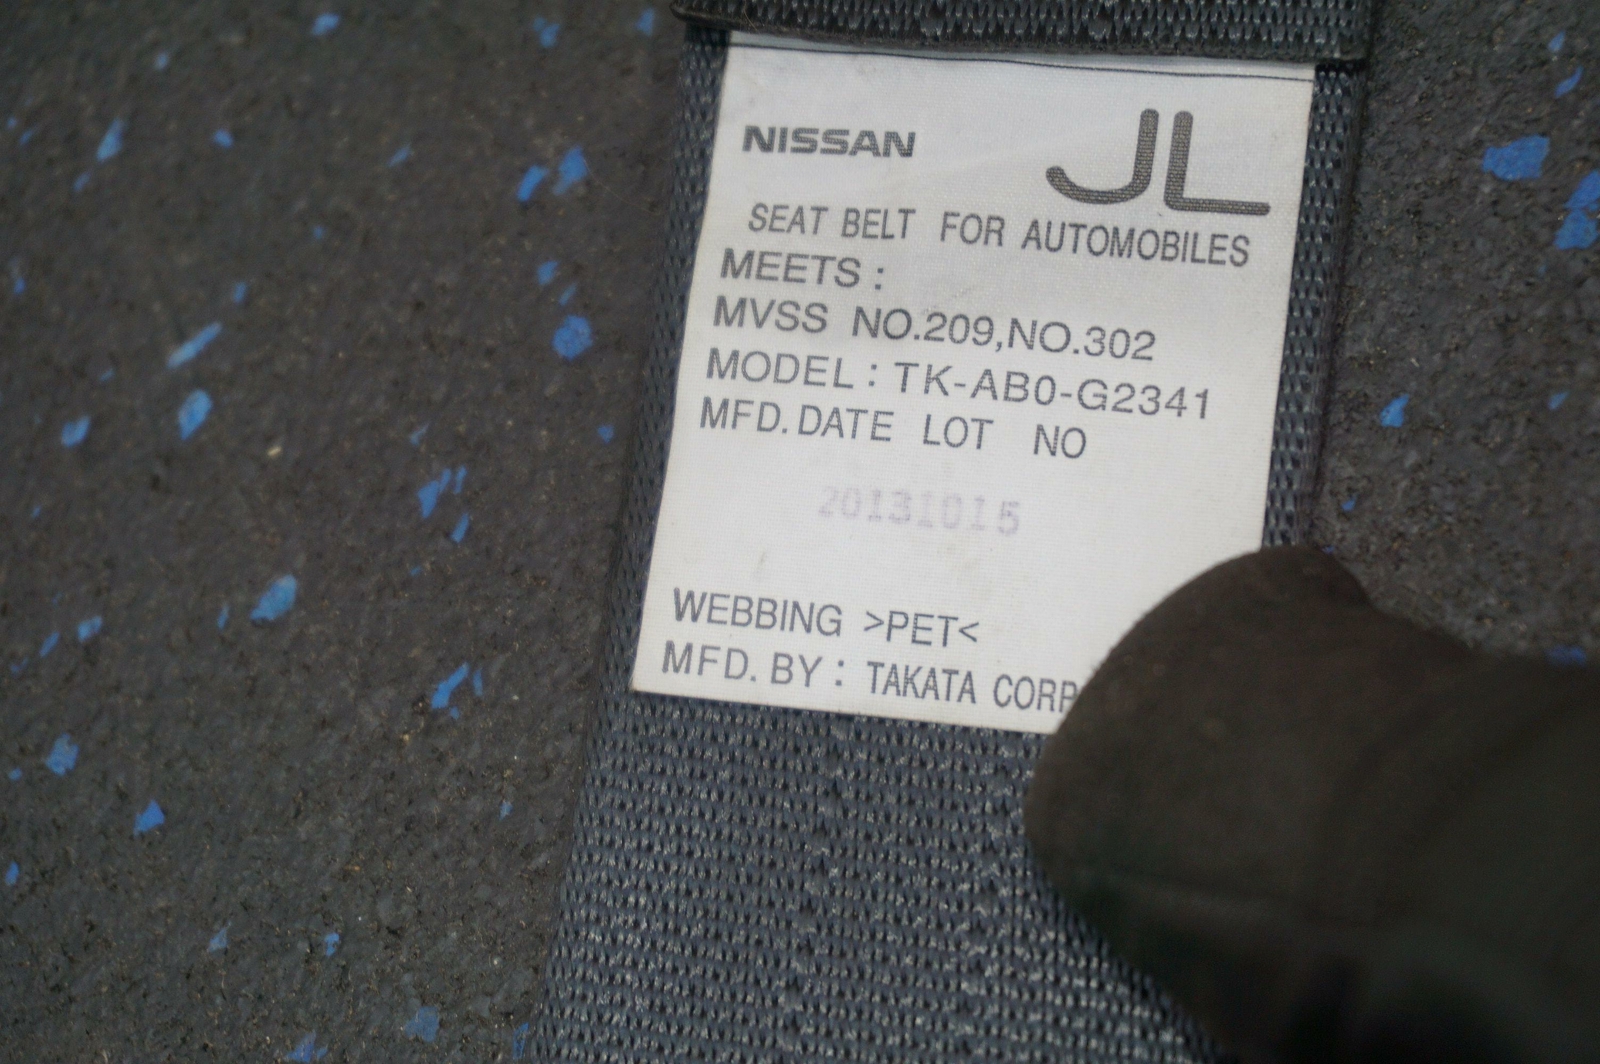 NISSAN JL
SEAT BELT FOR AUTOMOBILES
MEETS :
MVSS NO.209,NO.302
MODEL : TK-AB0-G2341
MFD. DATE LOT NO
20131015
WEBBING >PET<
MFD. BY : TAKATA CORP